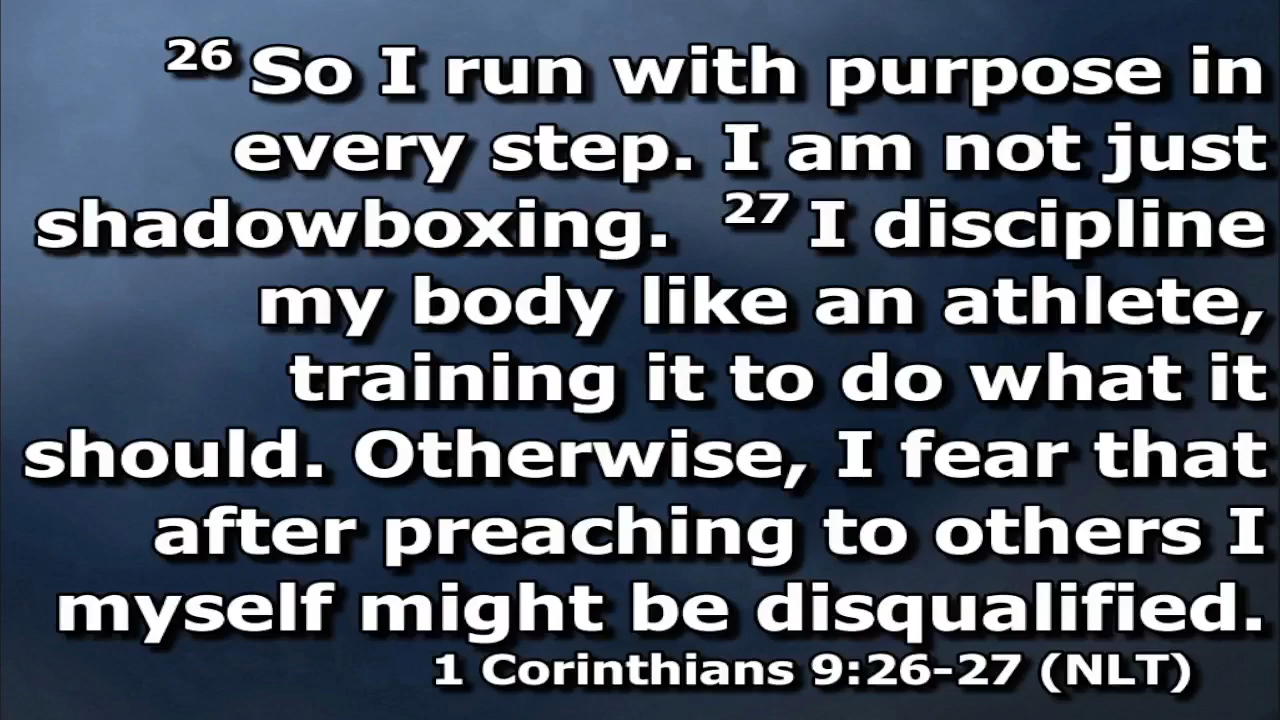 26 So I run with purpose in
every step. I am not just
shadowboxing. 27 I discipline
my body like an athlete,
training it to do what it
should. Otherwise, I fear that
after preaching to others I
myself might be disqualified.
1 Corinthians 9:26-27 (NLT)